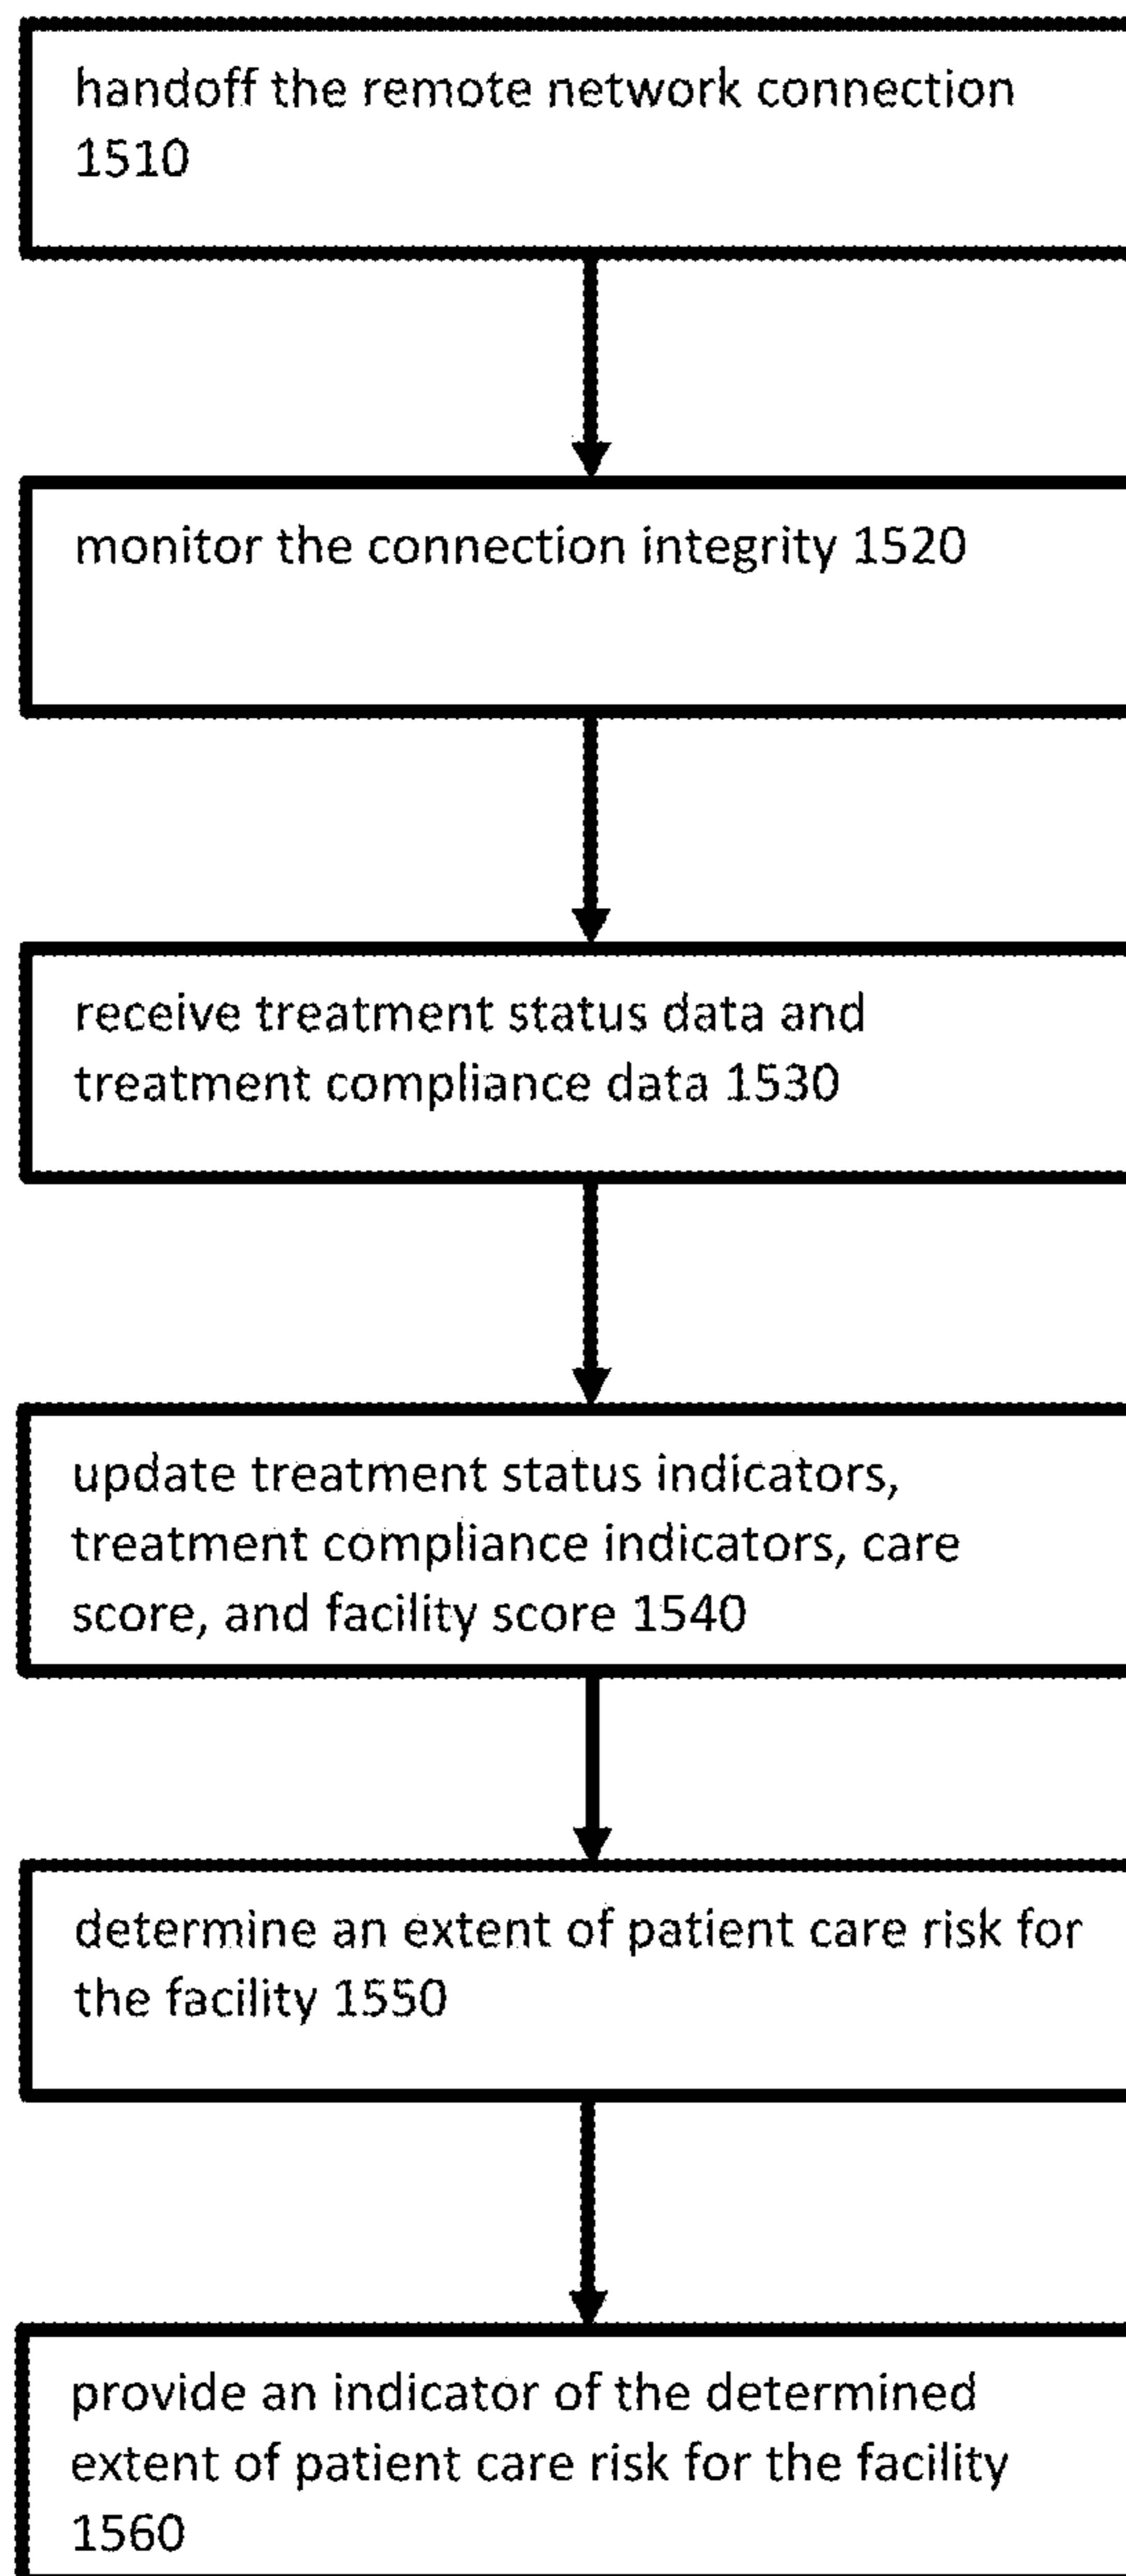 handoff the remote network connection
1510
monitor the connection integrity 1520
receive treatment status data and
treatment compliance data 1530
update treatment status indicators,
treatment compliance indicators, care
score, and facility score 1540
determine an extent of patient care risk for
the facility 1550
provide an indicator of the determined
extent of patient care risk for the facility
1560